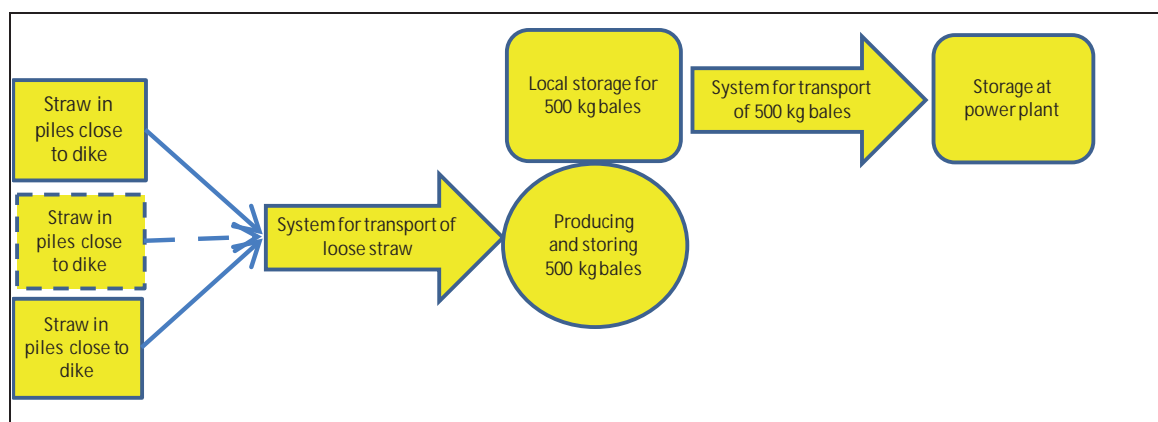 Straw in
piles close
to dike
Straw in
piles close
to dike
Straw in
piles close to
dike
System for transport of
loose straw
Producing
and storing
500 kg bales
Local storage for
500 kg bales
System for transport
of 500 kg bales
Storage at
power plant